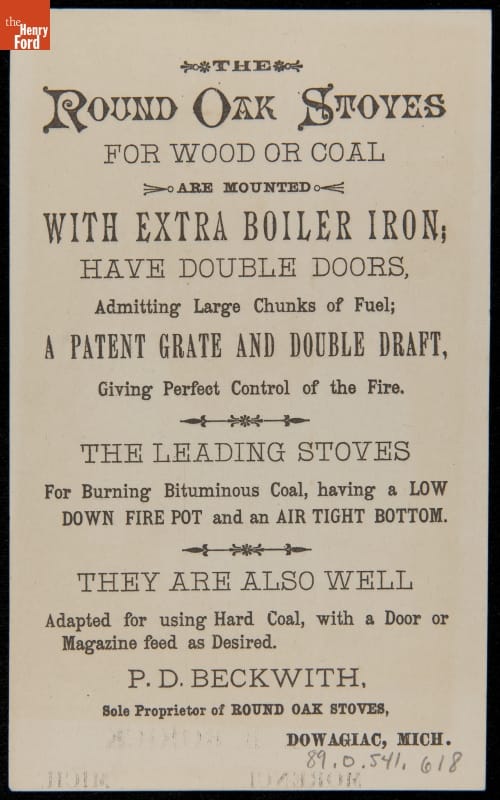 the
Henry
Ford
THE
ROUND OAK STOVES
FOR WOOD OR COAL
ARE MOUNTED
WITH EXTRA BOILER IRON;
HAVE DOUBLE DOORS,
Admitting Large Chunks of Fuel;
A PATENT GRATE AND DOUBLE DRAFT,
Giving Perfect Control of the Fire.
THE LEADING STOVES
For Burning Bituminous Coal, having a LOW
DOWN FIRE POT and an AIR TIGHT BOTTOM.
THEY ARE ALSO WELL
Adapted for using Hard Coal, with a Door or
Magazine feed as Desired.
P. D. BECKWITH,
Sole Proprietor of ROUND OAK STOVES,
DOWAGIAC, MICH.
89.0.541.618